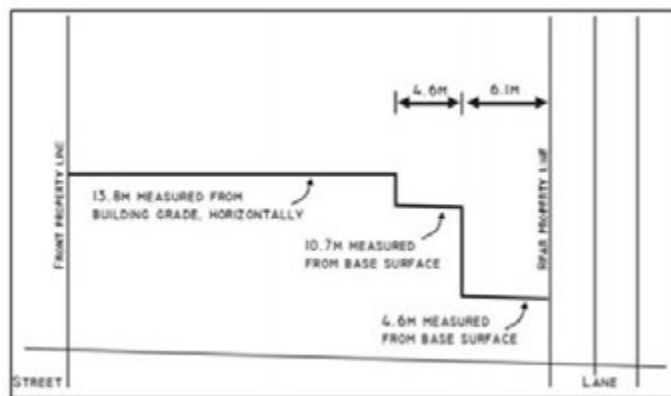 4.6M
6.1M
FRONT PROPERTY LINE
13.8M MEASURED FROM
BUILDING GRADE, HORIZONTALLY
10.7M MEASURED
FROM BASE SURFACE
REAR PROPERTY LINE
4.6M MEASURED
FROM BASE SURFACE
STREET
LANE